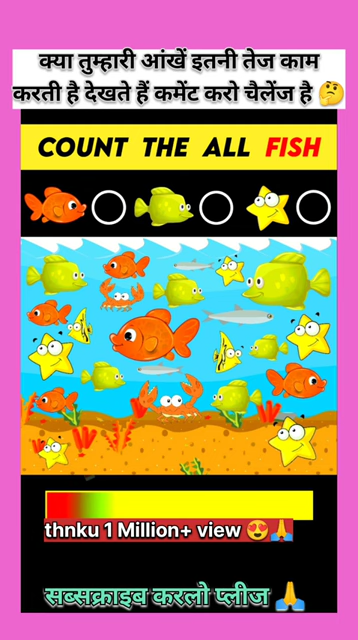 क्या तुम्हारी आंखें इतनी तेज काम
करती है देखते हैं कमेंट करो चैलेंज है 🤔
COUNT THE ALL FISH
thnku 1 Million+ view 😍🙏
सब्सक्राइब करलो प्लीज 🙏